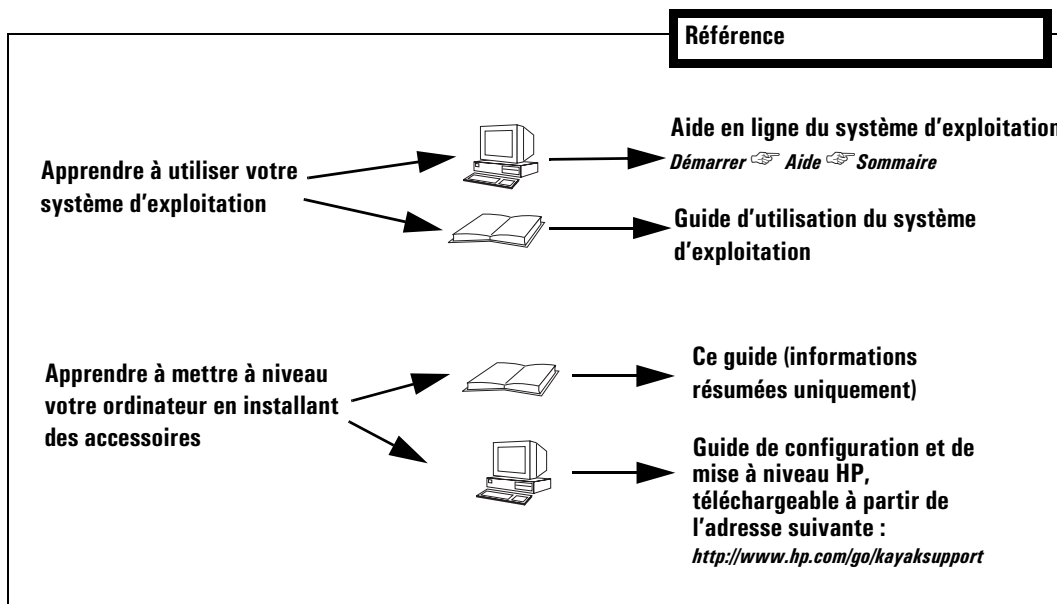 Référence
Apprendre à utiliser votre
système d'exploitation
Aide en ligne du système d'exploitation
Démarrer ☞ Aide ☞ Sommaire
Guide d'utilisation du système
d'exploitation
Apprendre à mettre à niveau
votre ordinateur en installant
des accessoires
Ce guide (informations
résumées uniquement)
Guide de configuration et de
mise à niveau HP,
téléchargeable à partir de
l'adresse suivante :
http://www.hp.com/go/kayaksupport